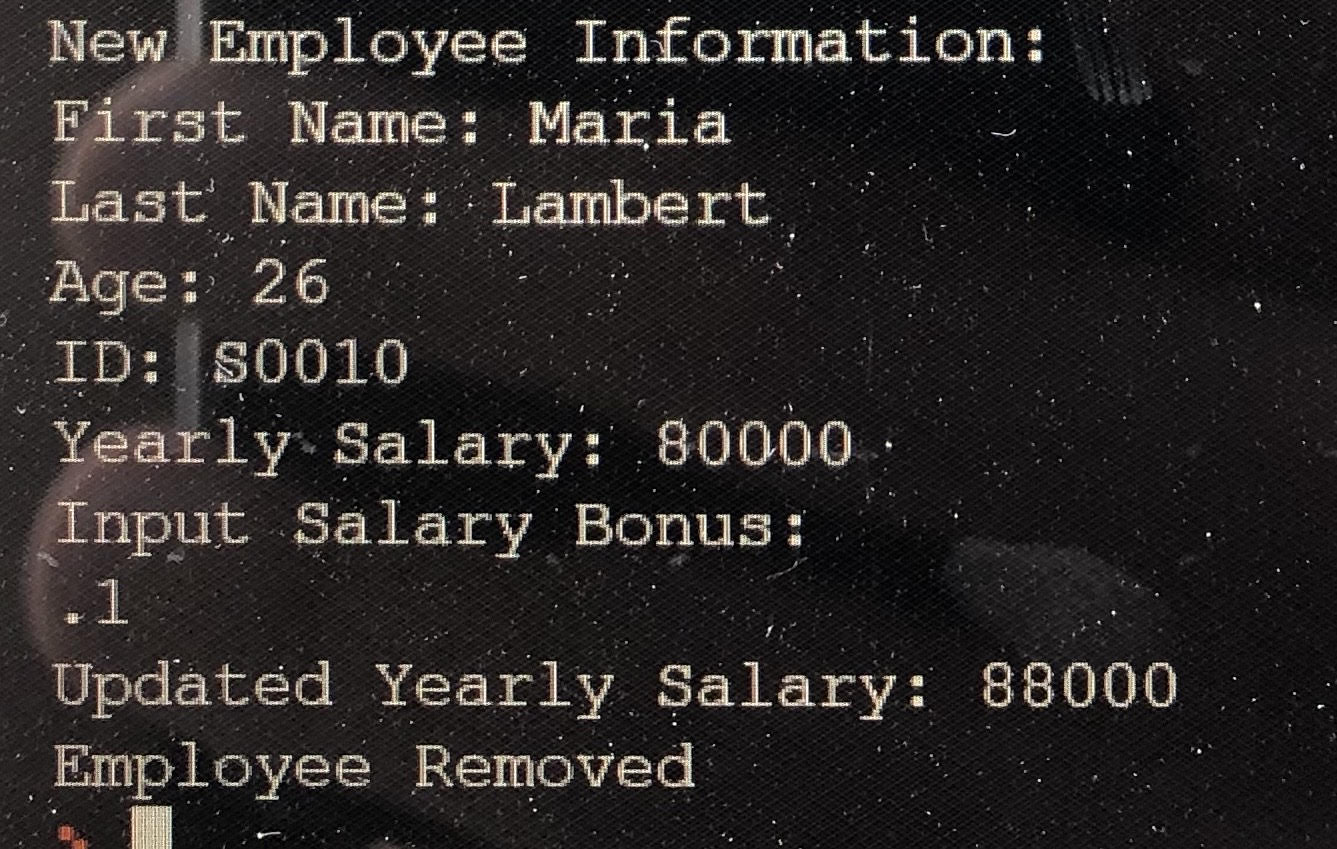 New Employee Information:
First Name: Maria
Last Name: Lambert
Age: 26
ID: S0010
Yearly Salary: 80000
Input Salary Bonus:
.1
Updated Yearly Salary: 88000
Employee Removed